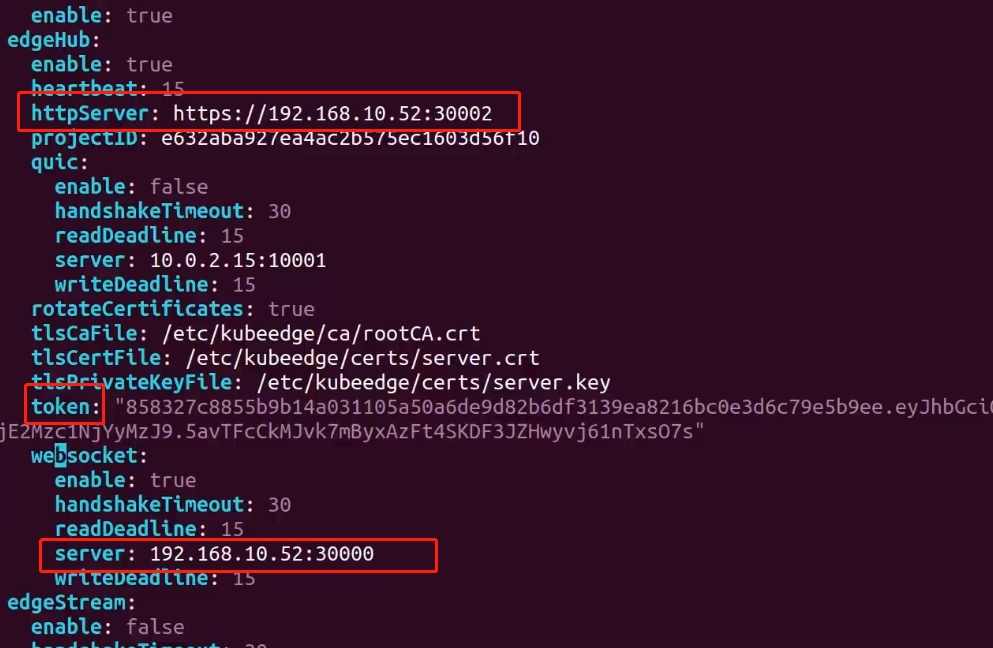 enable: true
edgeHub:
enable: true
heartbeat: 15
httpServer: https://192.168.10.52:30002
projectID: e632aba927ea4ac2b575ec1603d56f10
quic:
enable: false
handshakeTimeout: 30
readDeadline: 15
server: 10.0.2.15:10001
writeDeadline: 15
rotateCertificates: true
tlsCaFile: /etc/kubeedge/ca/rootCA.crt
tlsCertFile: /etc/kubeedge/certs/server.crt
tlsPrivateKeyFile: /etc/kubeedge/certs/server.key
token: "858327c8855b9b14a031105a50a6de9d82b6df3139ea8216bc0e3d6c79e5b9ee.eyJhbGciO
jE2Mzc1NjYyMzJ9.5avTFcCkMJvk7mByxAzFt4SKDF3JZHwyvj61nTxsO7s"
websocket:
enable: true
handshakeTimeout: 30
readDeadline: 15
server: 192.168.10.52:30000
writeDeadline: 15
edgeStream:
enable: false
handshakeTimeout: 30